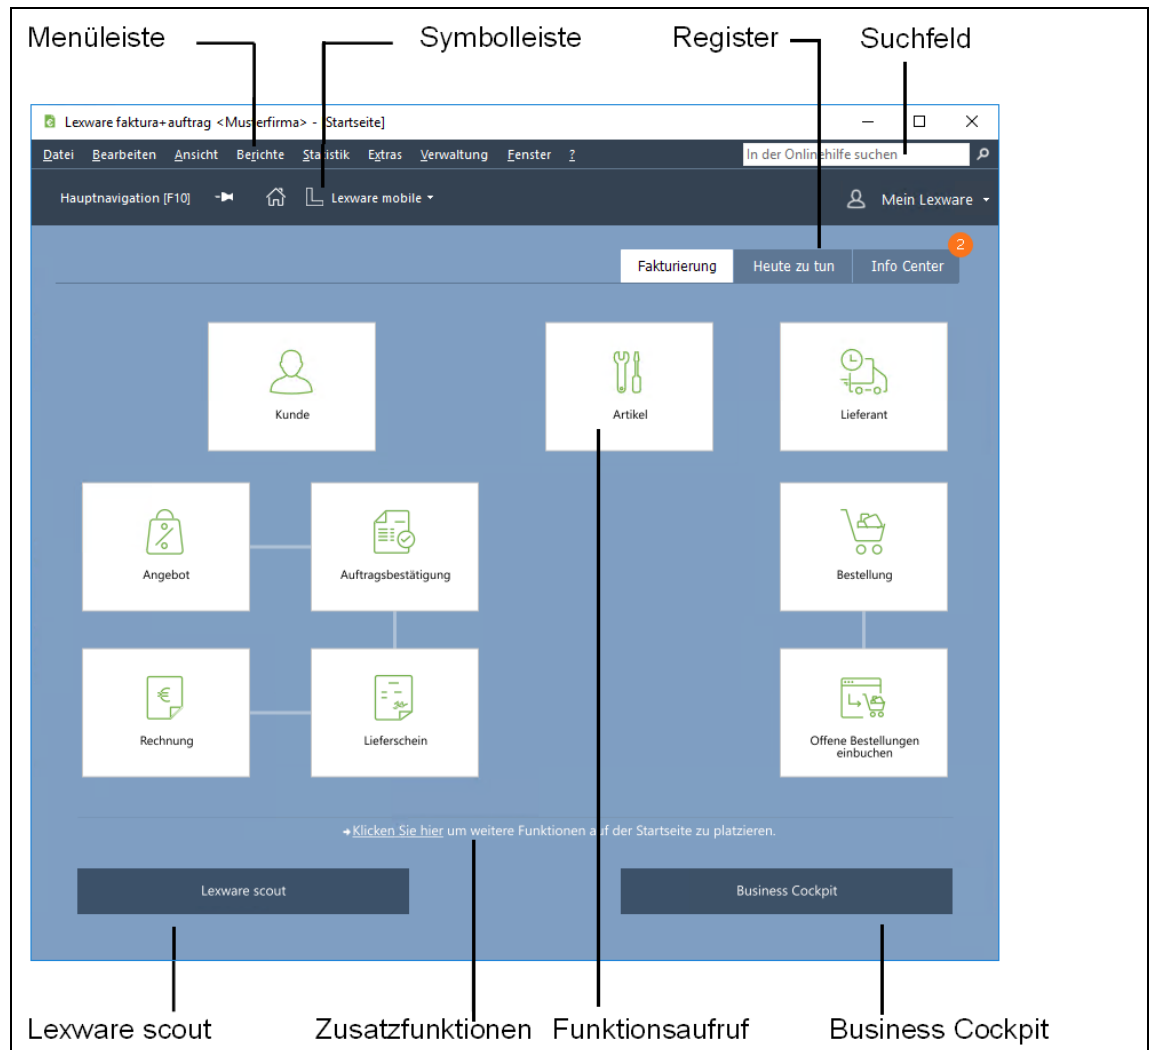 Menüleiste Symbolleiste Register Suchfeld
Lexware faktura+auftrag <Musterfirma> - [Startseite]
Datei Bearbeiten Ansicht Berichte Statistik Extras Verwaltung Fenster ? In der Onlinehilfe suchen
Hauptnavigation [F10] Lexware mobile Mein Lexware
2
Fakturierung Heute zu tun Info Center
Kunde Artikel Lieferant
Angebot Auftragsbestätigung Bestellung
Rechnung Lieferschein Offene Bestellungen
einbuchen
Klicken Sie hier um weitere Funktionen auf der Startseite zu platzieren.
Lexware scout Business Cockpit
Lexware scout Zusatzfunktionen Funktionsaufruf Business Cockpit